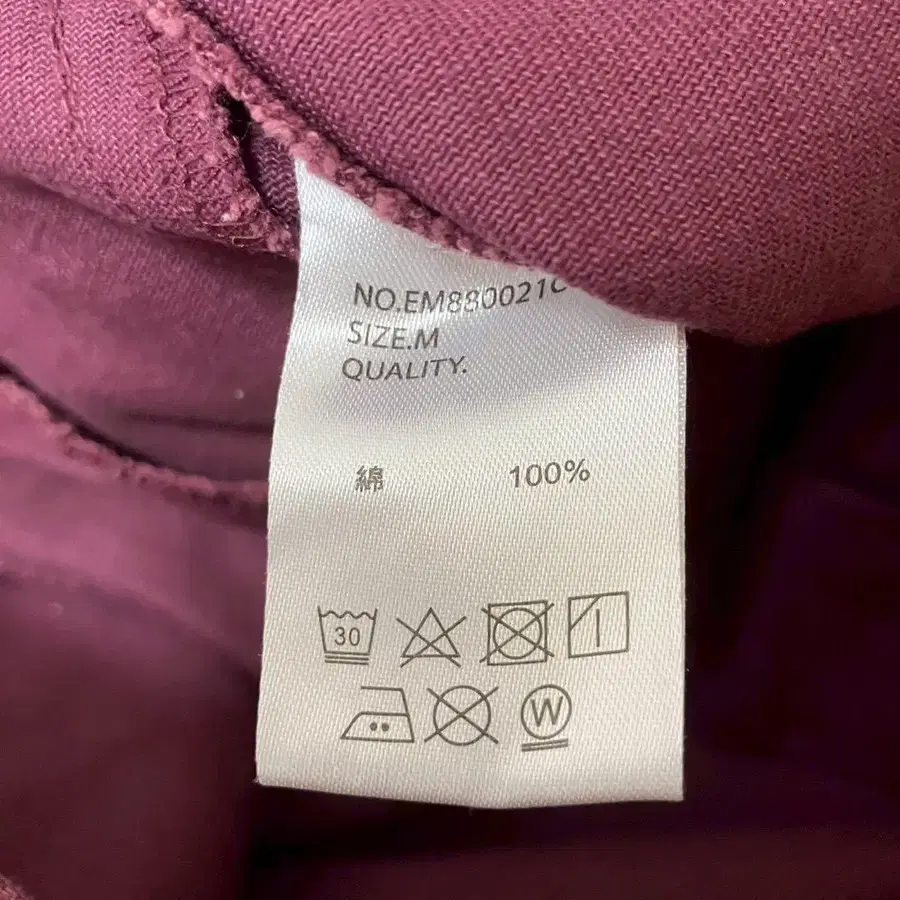 NO.EM880021C
SIZE.M
QUALITY.
綿 100%
30
W